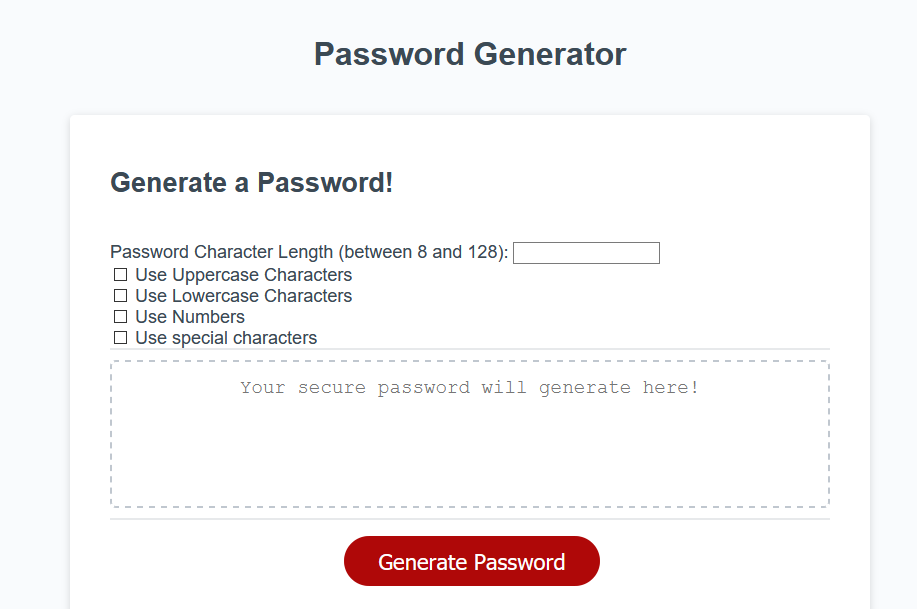 Password Generator
Generate a Password!
Password Character Length (between 8 and 128):
Use Uppercase Characters
Use Lowercase Characters
Use Numbers
Use special characters
Your secure password will generate here!
Generate Password